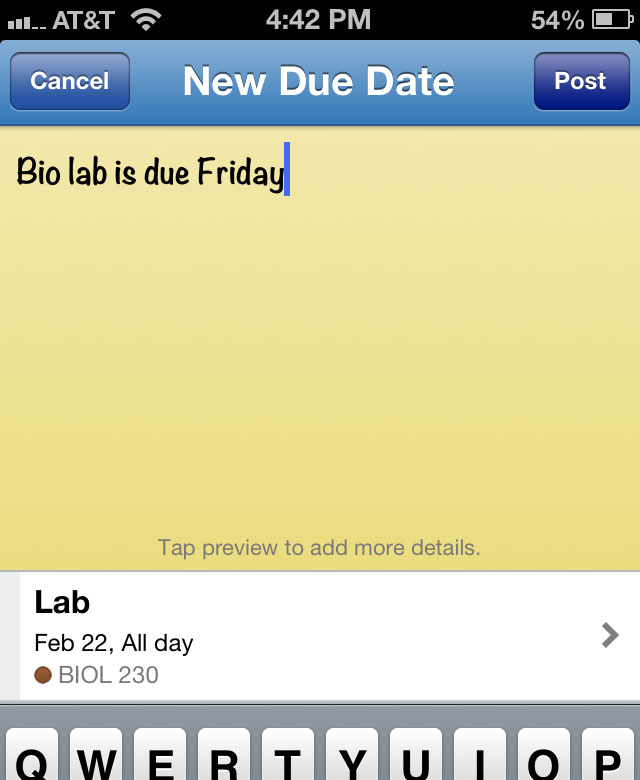 AT&T 4:42 PM 54%
Cancel New Due Date Post
Bio lab is due Friday
Tap preview to add more details.
Lab
Feb 22, All day
BIOL 230
Q W E R T Y U I O P